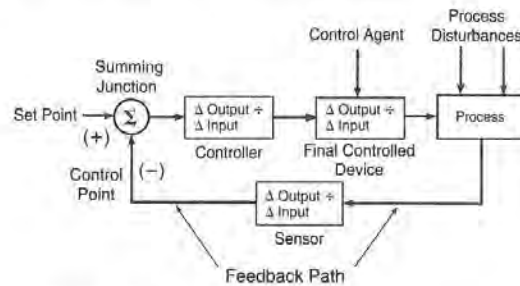 Process
Disturbances
Control Agent
Summing
Junction
Set Point
(+)
Σ
Δ Output ÷
Δ Input
Controller
Δ Output ÷
Δ Input
Final Controlled
Device
Process
Control
Point
(−)
Δ Output ÷
Δ Input
Sensor
Feedback Path